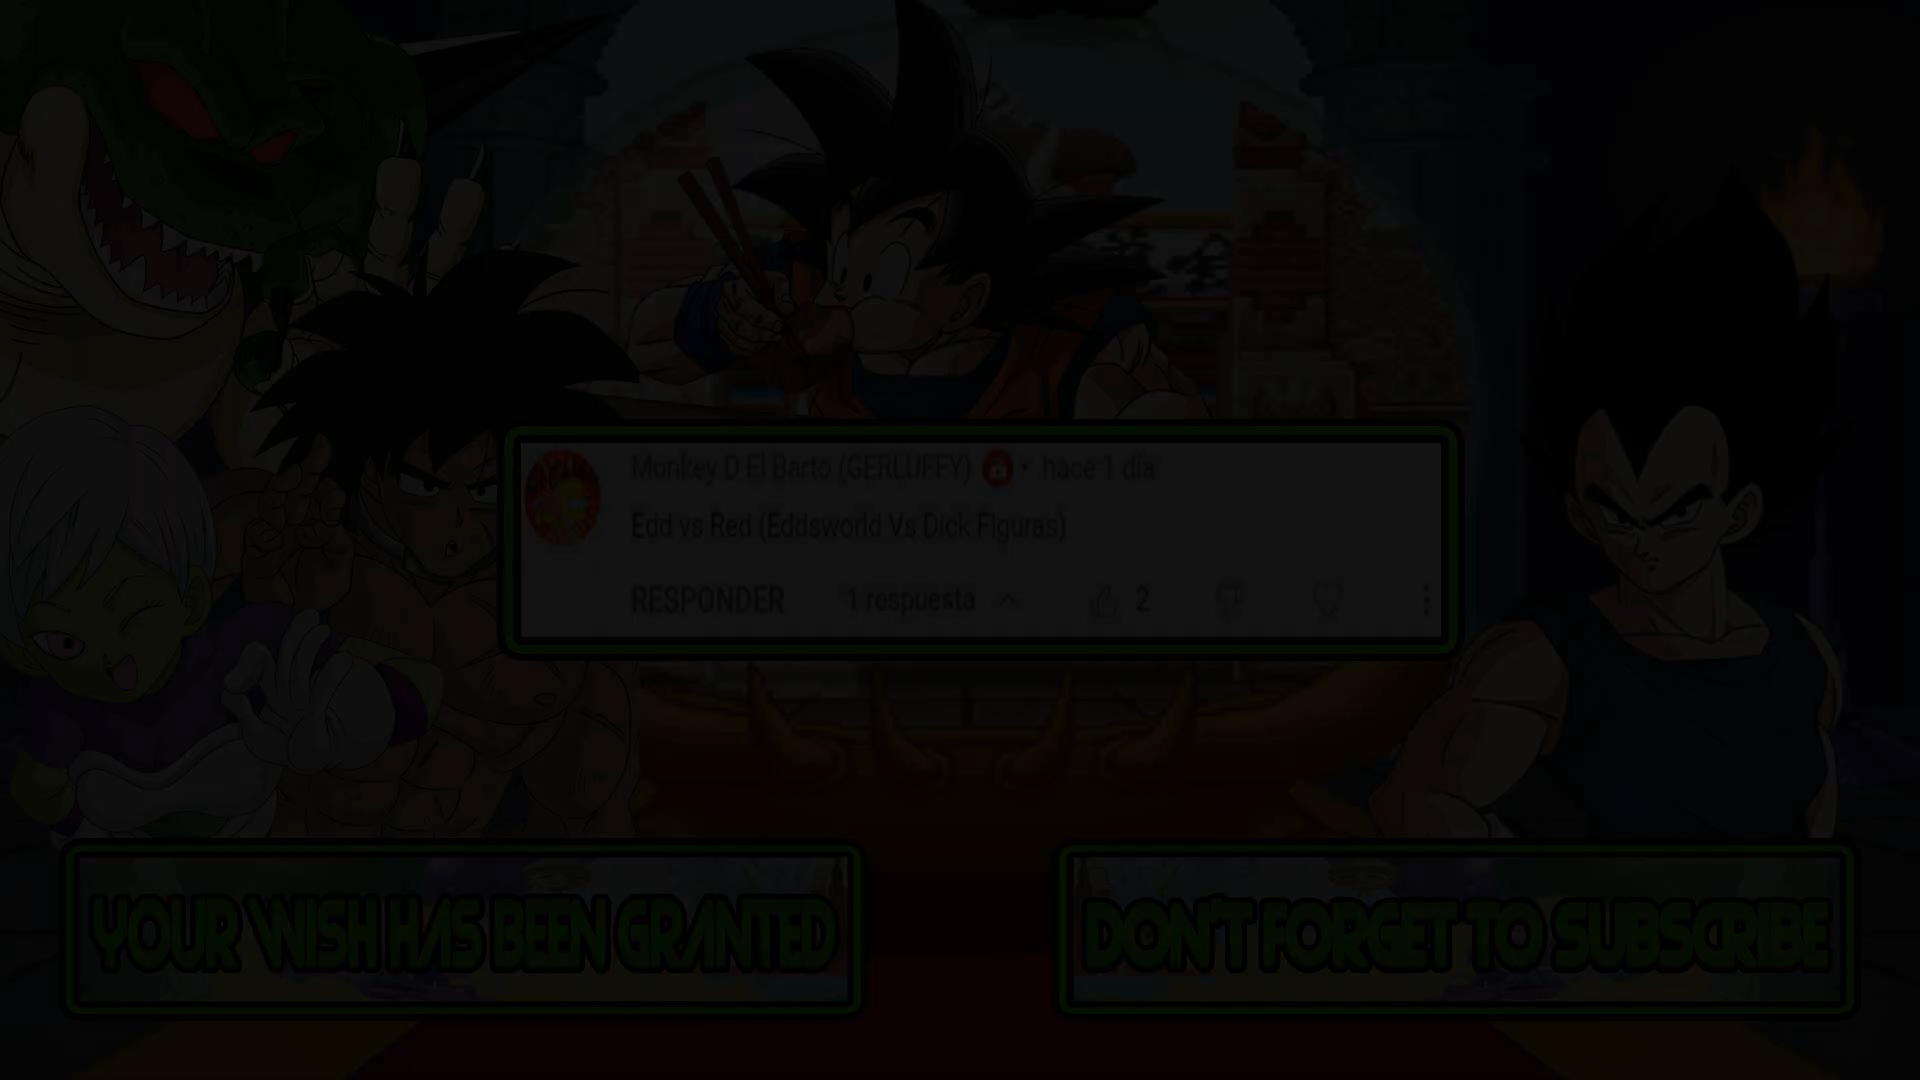 Monkey D El Barto (GERLUFFY) • hace 1 día
Edd vs Red (Eddsworld Vs Dick Figuras)
RESPONDER 1 respuesta 2
YOUR WISH HAS BEEN GRANTED
DON'T FORGET TO SUBSCRIBE